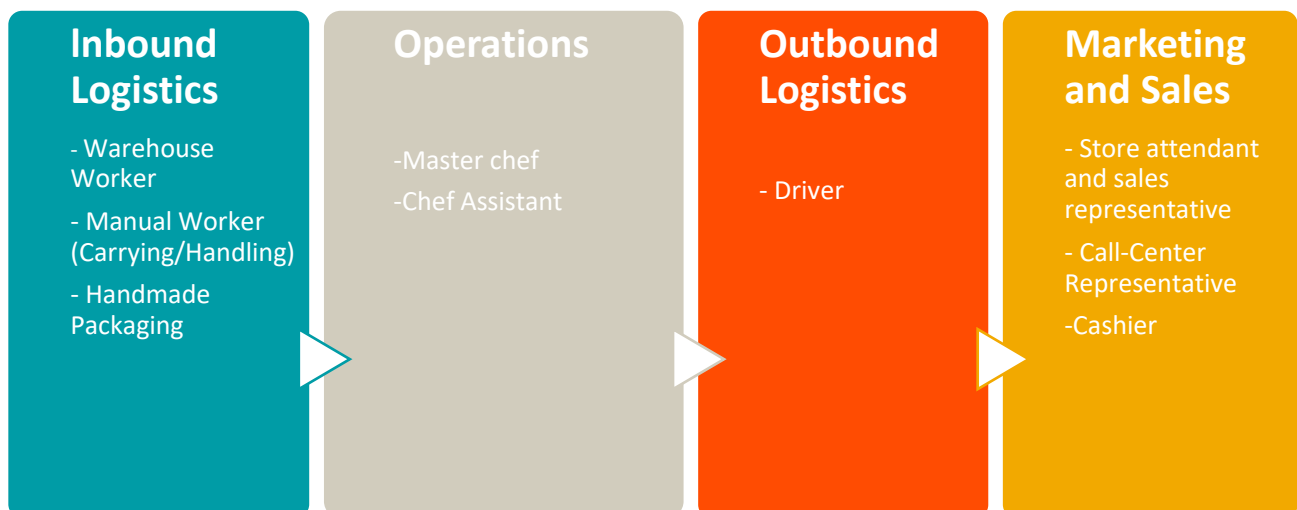 Inbound
Logistics
- Warehouse
Worker
- Manual Worker
(Carrying/Handling)
- Handmade
Packaging
Operations
-Master chef
-Chef Assistant
Outbound
Logistics
- Driver
Marketing
and Sales
- Store attendant
and sales
representative
- Call-Center
Representative
-Cashier